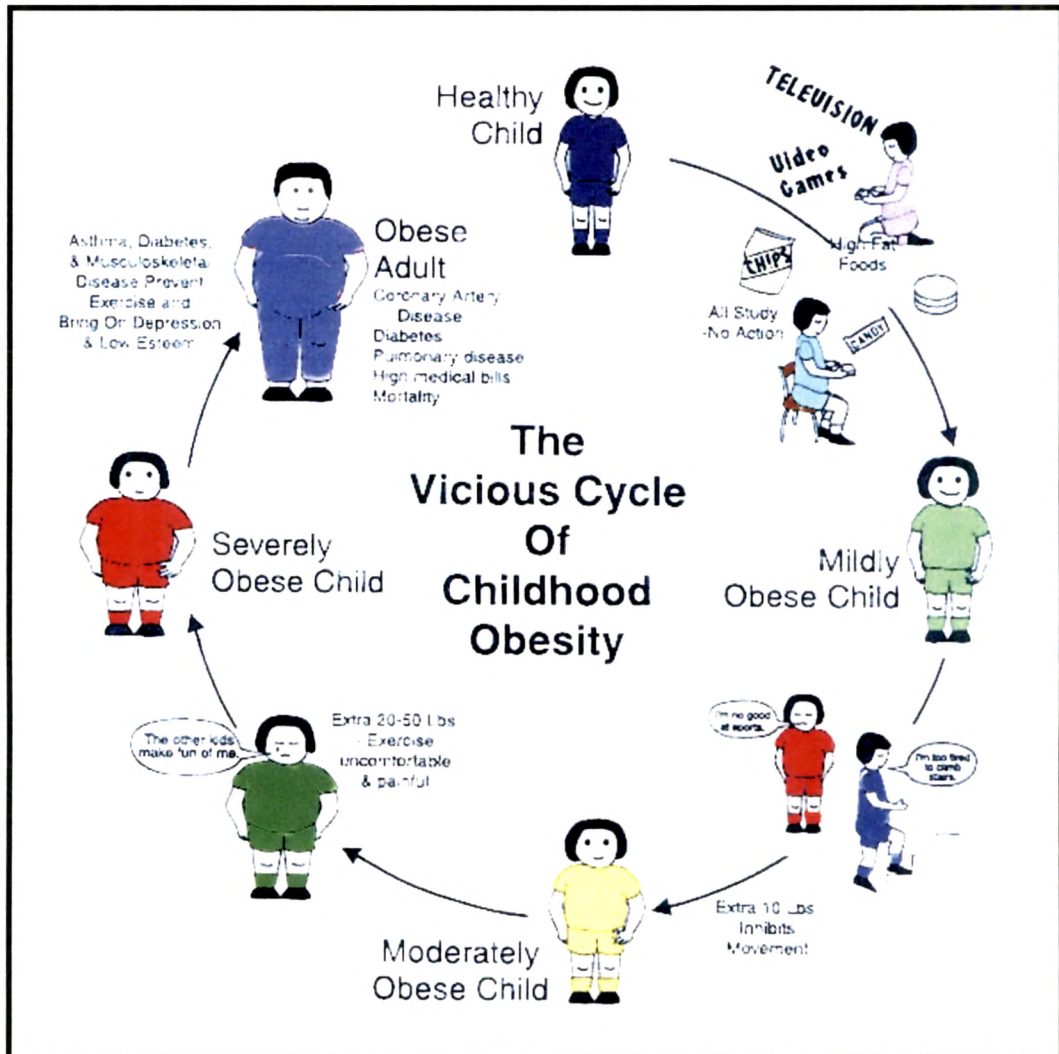 Healthy
Child
TELEVISION
Video
Games
High Fat
Foods
CHIPS
All Study
-No Action
CANDY
Mildly
Obese Child
I'm no good
at sports.
I'm too tired
to climb
stairs.
Extra 10 Lbs
Inhibits
Movement
Moderately
Obese Child
Extra 20-50 Lbs
- Exercise
uncomfortable
& painful
The other kids
make fun of me.
Severely
Obese Child
Asthma, Diabetes,
& Musculoskeletal
Disease Prevent
Exercise and
Bring On Depression
& Low Esteem
Obese
Adult
Coronary Artery
Disease
Diabetes
Pulmonary disease
High medical bills
Mortality
The
Vicious Cycle
Of
Childhood
Obesity